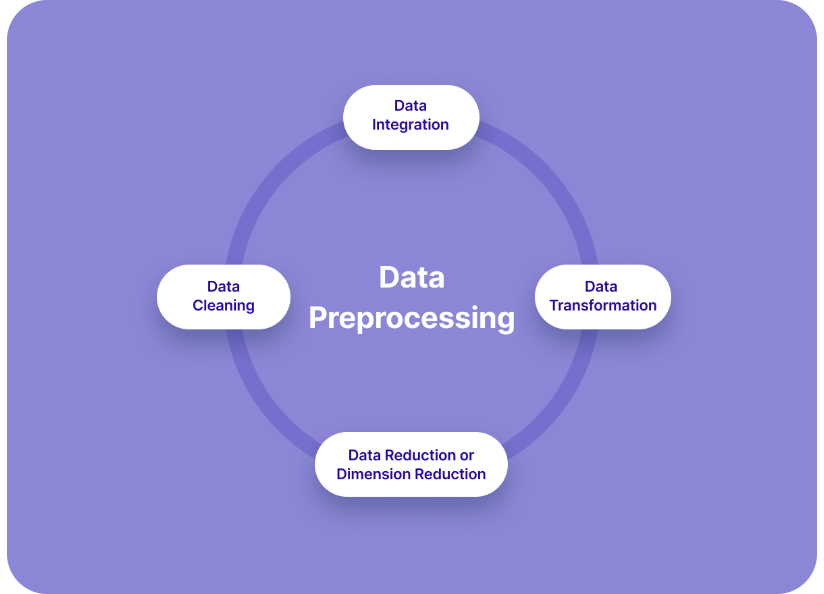 Data
Integration
Data
Cleaning
Data
Preprocessing
Data
Transformation
Data Reduction or
Dimension Reduction